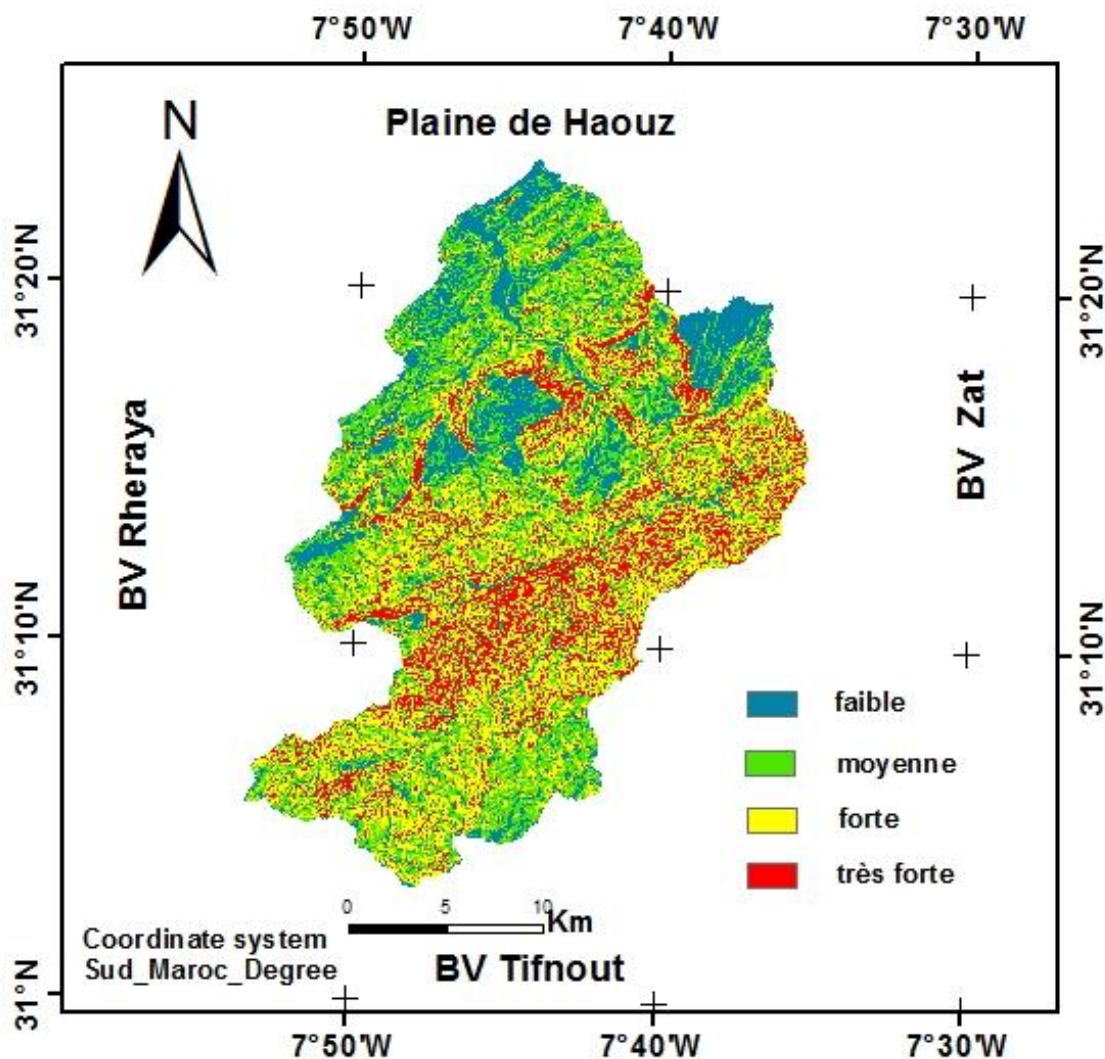 7°50'W 7°40'W 7°30'W
N
Plaine de Haouz
31°20'N
31°20'N
BV Rheraya
BV Zat
31°10'N
31°10'N
faible
moyenne
forte
très forte
0 5 10
Km
Coordinate system
Sud_Maroc_Degree
BV Tifnout
31°N
7°50'W 7°40'W 7°30'W